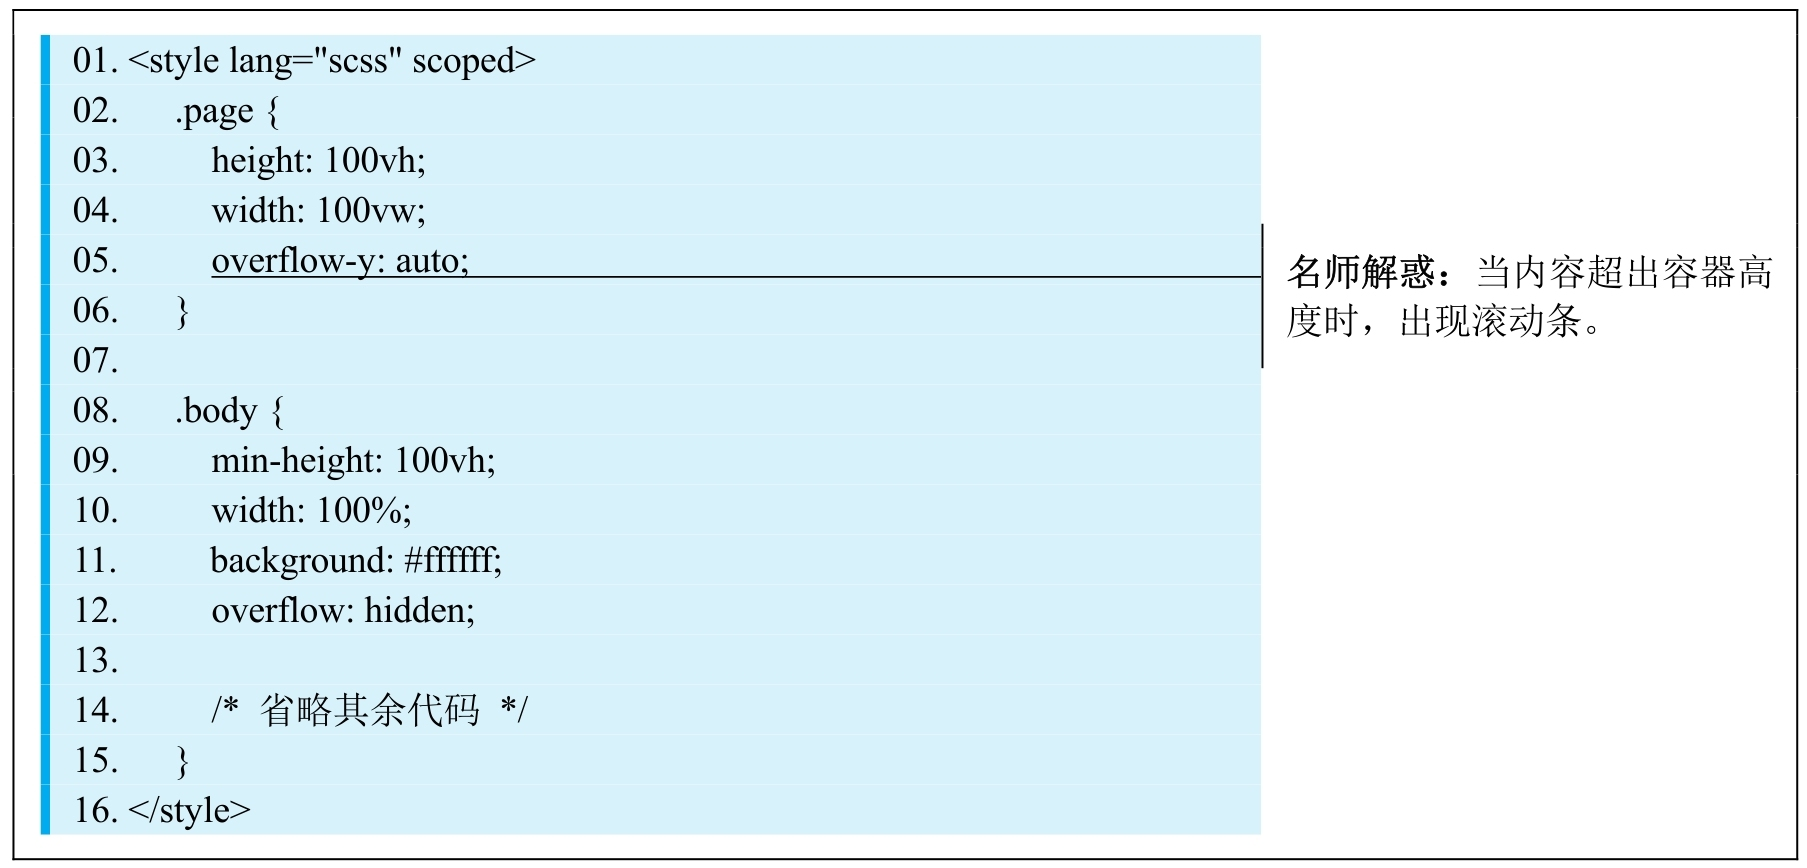 01. <style lang="scss" scoped>
02. .page {
03. height: 100vh;
04. width: 100vw;
05. overflow-y: auto;
06. }
07.
08. .body {
09. min-height: 100vh;
10. width: 100%;
11. background: #ffffff;
12. overflow: hidden;
13.
14. /* 省略其余代码 */
15. }
16. </style>
名师解惑：当内容超出容器高
度时，出现滚动条。